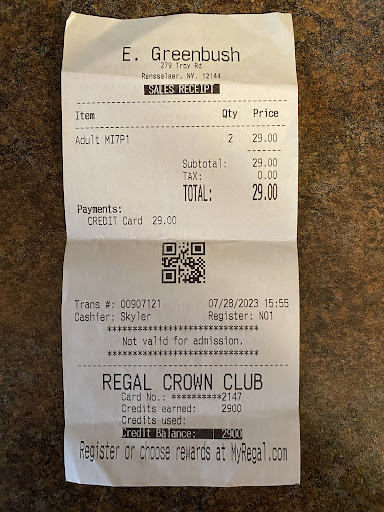 E. Greenbush
279 Troy Rd
Rensselaer, NY, 12144
SALES RECEIPT
Item Qty Price
Adult MI7P1 2 29.00
Subtotal: 29.00
TAX: 0.00
TOTAL: 29.00
Payments:
CREDIT Card 29.00
Trans #: 00907121 07/28/2023 15:55
Cashier: Skyler Register: N01
******************************
Not valid for admission.
******************************
REGAL CROWN CLUB
Card No.: **********2147
Credits earned: 2900
Credits used:
Credit Balance: 2900
Register or choose rewards at MyRegal.com